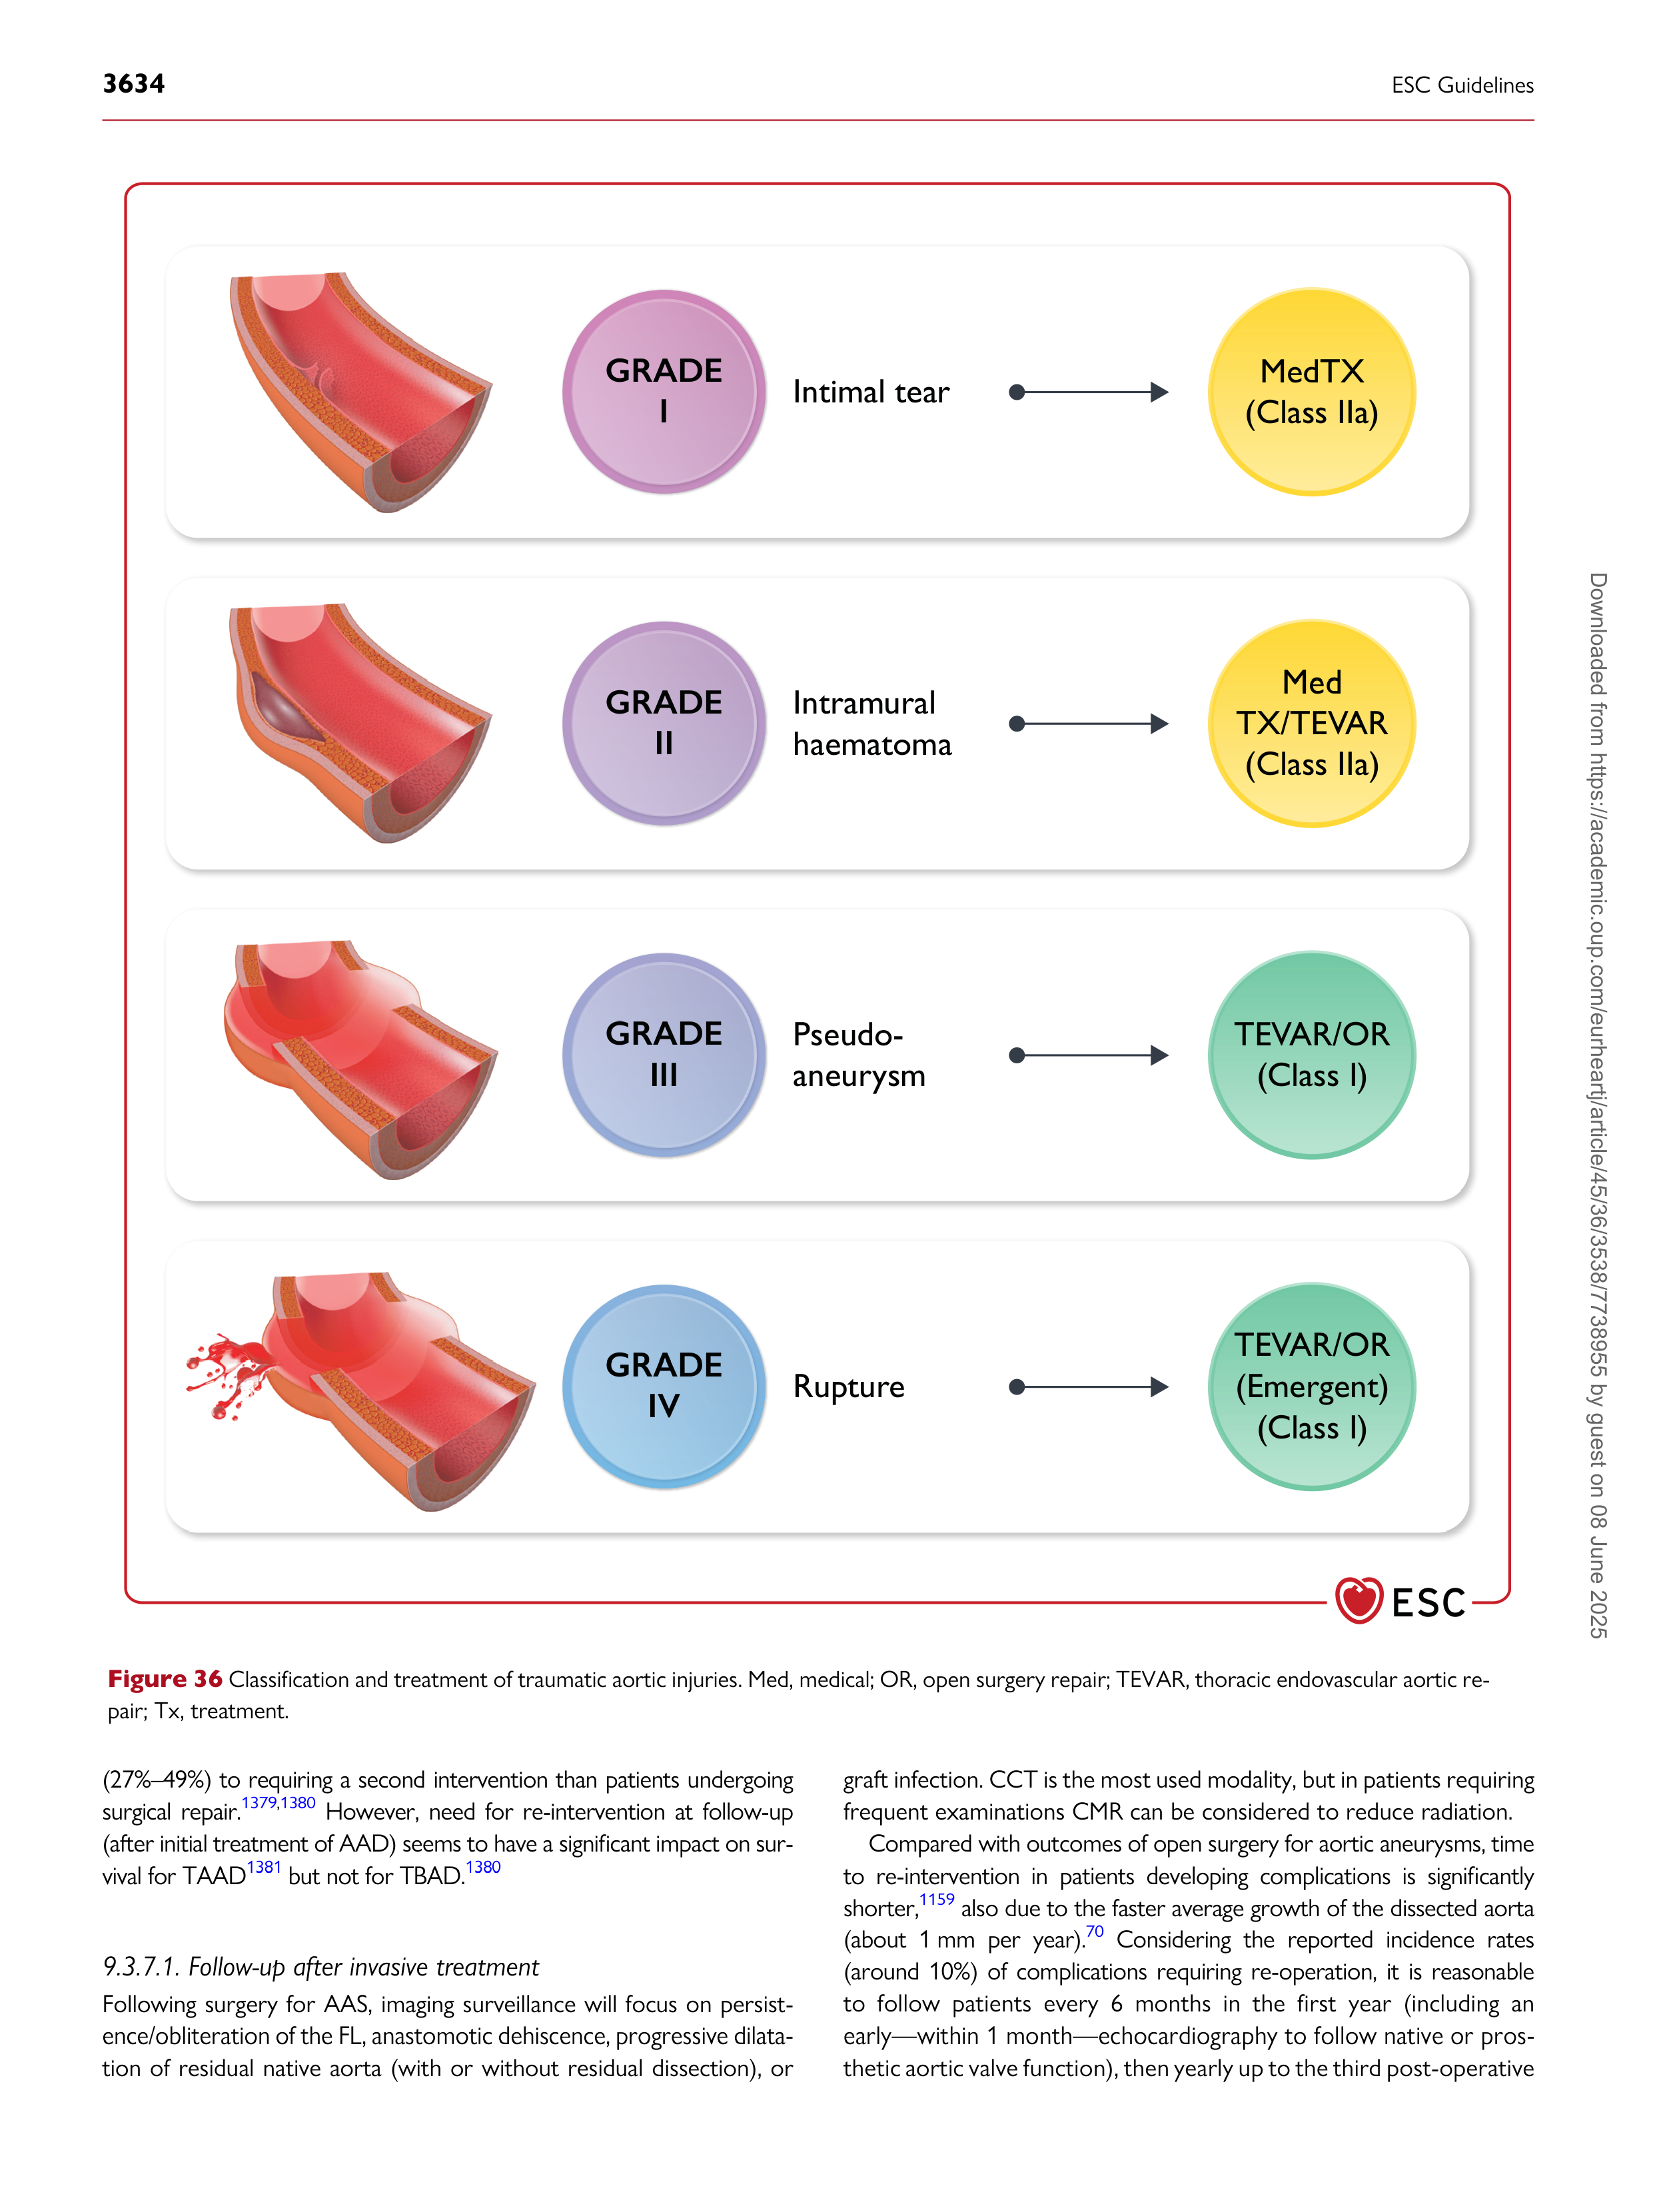 3634
ESC Guidelines
GRADE
I
Intimal tear
MedTX
(Class IIa)
GRADE
II
Intramural
haematoma
Med
TX/TEVAR
(Class IIa)
GRADE
III
Pseudo-
aneurysm
TEVAR/OR
(Class I)
GRADE
IV
Rupture
TEVAR/OR
(Emergent)
(Class I)
ESC
Figure 36 Classification and treatment of traumatic aortic injuries. Med, medical; OR, open surgery repair; TEVAR, thoracic endovascular aortic re-
pair; Tx, treatment.
(27%–49%) to requiring a second intervention than patients undergoing
surgical repair.1379,1380 However, need for re-intervention at follow-up
(after initial treatment of AAD) seems to have a significant impact on sur-
vival for TAAD1381 but not for TBAD.1380
9.3.7.1. Follow-up after invasive treatment
Following surgery for AAS, imaging surveillance will focus on persist-
ence/obliteration of the FL, anastomotic dehiscence, progressive dilata-
tion of residual native aorta (with or without residual dissection), or
graft infection. CCT is the most used modality, but in patients requiring
frequent examinations CMR can be considered to reduce radiation.
Compared with outcomes of open surgery for aortic aneurysms, time
to re-intervention in patients developing complications is significantly
shorter,1159 also due to the faster average growth of the dissected aorta
(about 1 mm per year).70 Considering the reported incidence rates
(around 10%) of complications requiring re-operation, it is reasonable
to follow patients every 6 months in the first year (including an
early—within 1 month—echocardiography to follow native or pros-
thetic aortic valve function), then yearly up to the third post-operative
Downloaded from https://academic.oup.com/eurheartj/article/45/36/3538/7738955 by guest on 08 June 2025